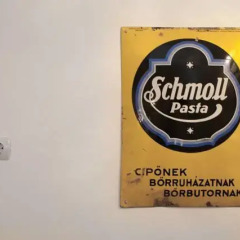 Schmoll
Pasta
CIPŐNEK
BŐRRUHÁZATNAK
BŐRBUTORNAK